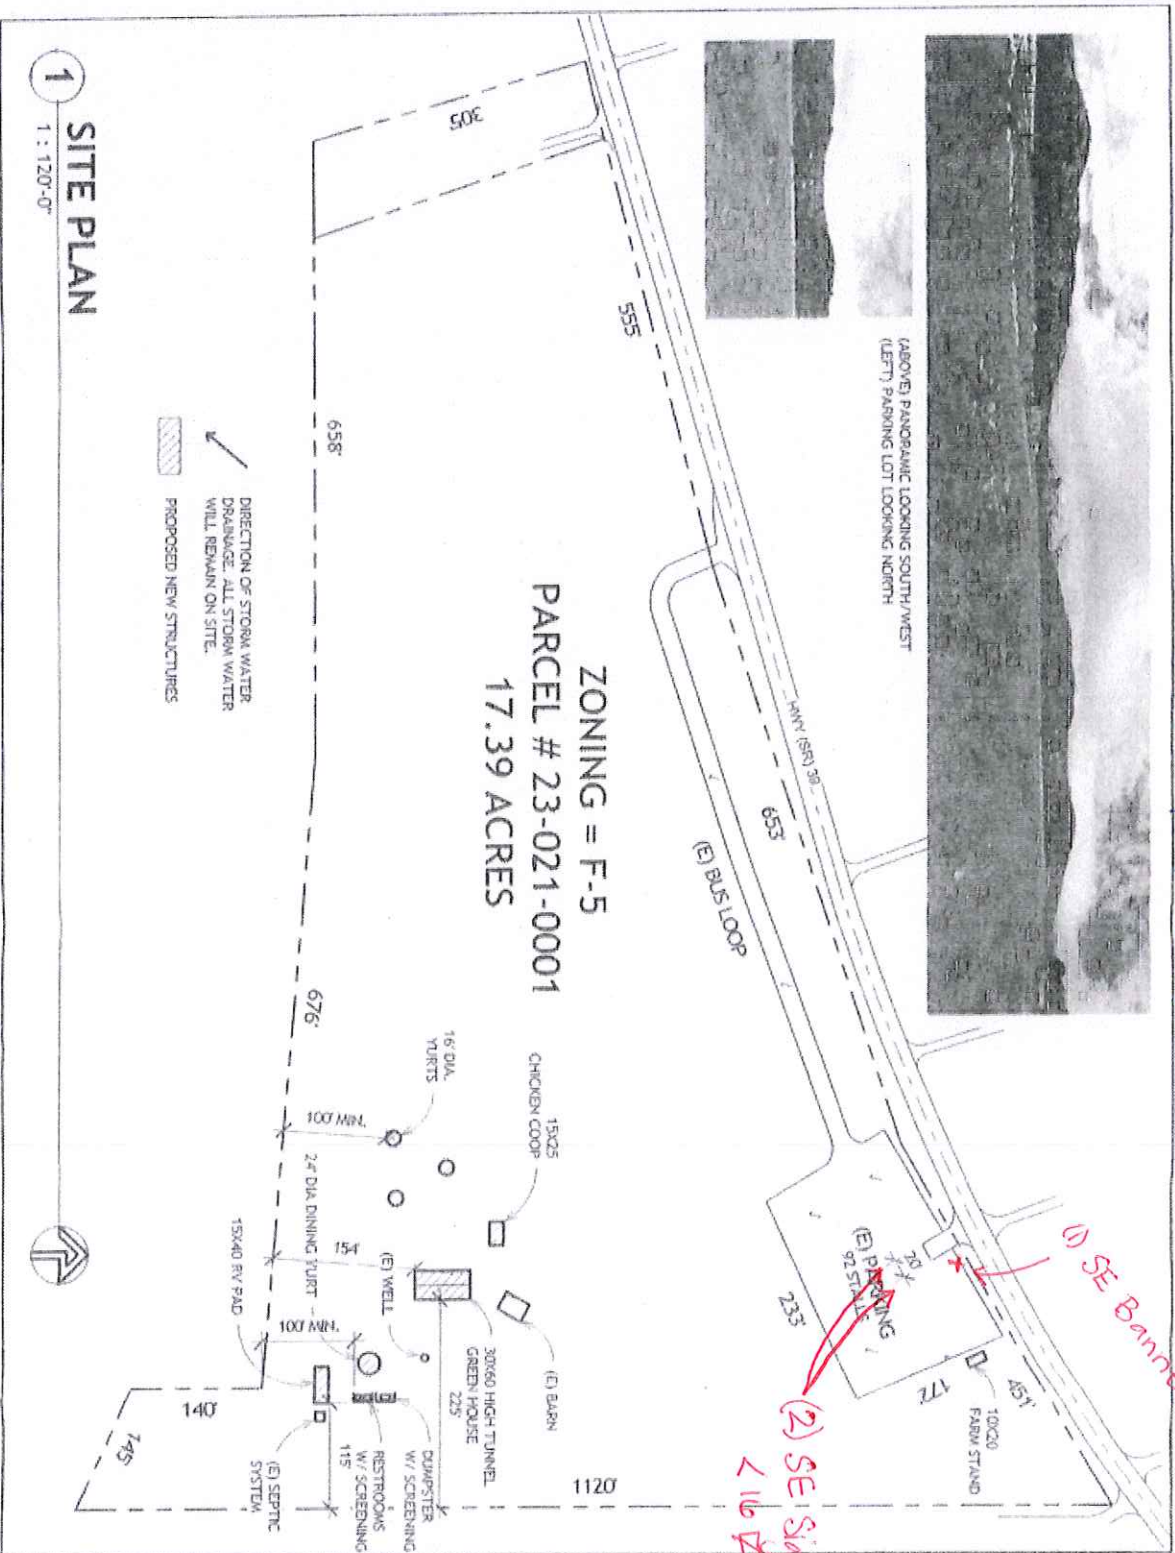 (ABOVE) PANORAMIC LOOKING SOUTH/WEST
(LEFT) PARKING LOT LOOKING NORTH
HWY (SR) 39
305
555'
653'
451'
(1) SE
(E) BUS LOOP
(E) PARKING
92 STALLS
20'
233'
172
10X20
FARM STAND
(2) SE
< 16
ZONING = F-5
PARCEL # 23-021-0001
17.39 ACRES
658'
676'
DIRECTION OF STORM WATER
DRAINAGE. ALL STORM WATER
WILL REMAIN ON SITE.
PROPOSED NEW STRUCTURES
15X25
CHICKEN COOP
16' DIA.
YURTS
100' MIN.
(E) BARN
30X60 HIGH TUNNEL
GREEN HOUSE
225'
154'
(E) WELL
24' DIA DINING YURT
100' MIN.
15X40 RV PAD
DUMPSTER
W/ SCREENING
RESTROOMS
W/ SCREENING
115'
(E) SEPTIC
SYSTEM
140'
1120'
1
SITE PLAN
1 : 120'-0"